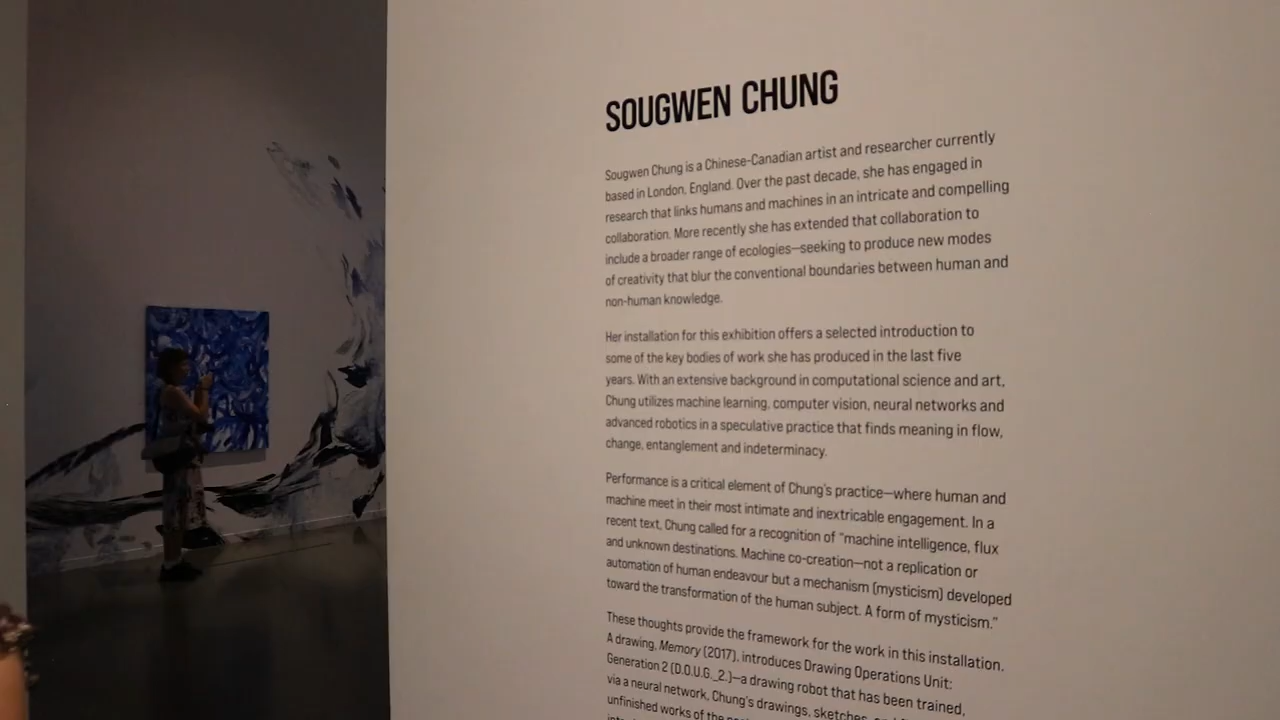 SOUGWEN CHUNG
Sougwen Chung is a Chinese-Canadian artist and researcher currently
based in London, England. Over the past decade, she has engaged in
research that links humans and machines in an intricate and compelling
collaboration. More recently she has extended that collaboration to
include a broader range of ecologies—seeking to produce new modes
of creativity that blur the conventional boundaries between human and
non-human knowledge.
Her installation for this exhibition offers a selected introduction to
some of the key bodies of work she has produced in the last five
years. With an extensive background in computational science and art,
Chung utilizes machine learning, computer vision, neural networks and
advanced robotics in a speculative practice that finds meaning in flow,
change, entanglement and indeterminacy.
Performance is a critical element of Chung's practice—where human and
machine meet in their most intimate and inextricable engagement. In a
recent text, Chung called for a recognition of "machine intelligence, flux
and unknown destinations. Machine co-creation—not a replication or
automation of human endeavour but a mechanism (mysticism) developed
toward the transformation of the human subject. A form of mysticism."
These thoughts provide the framework for the work in this installation.
A drawing, Memory (2017), introduces Drawing Operations Unit:
Generation 2 (D.O.U.G._2.)—a drawing robot that has been trained,
via a neural network, Chung's drawings, sketches,
unfinished works of the